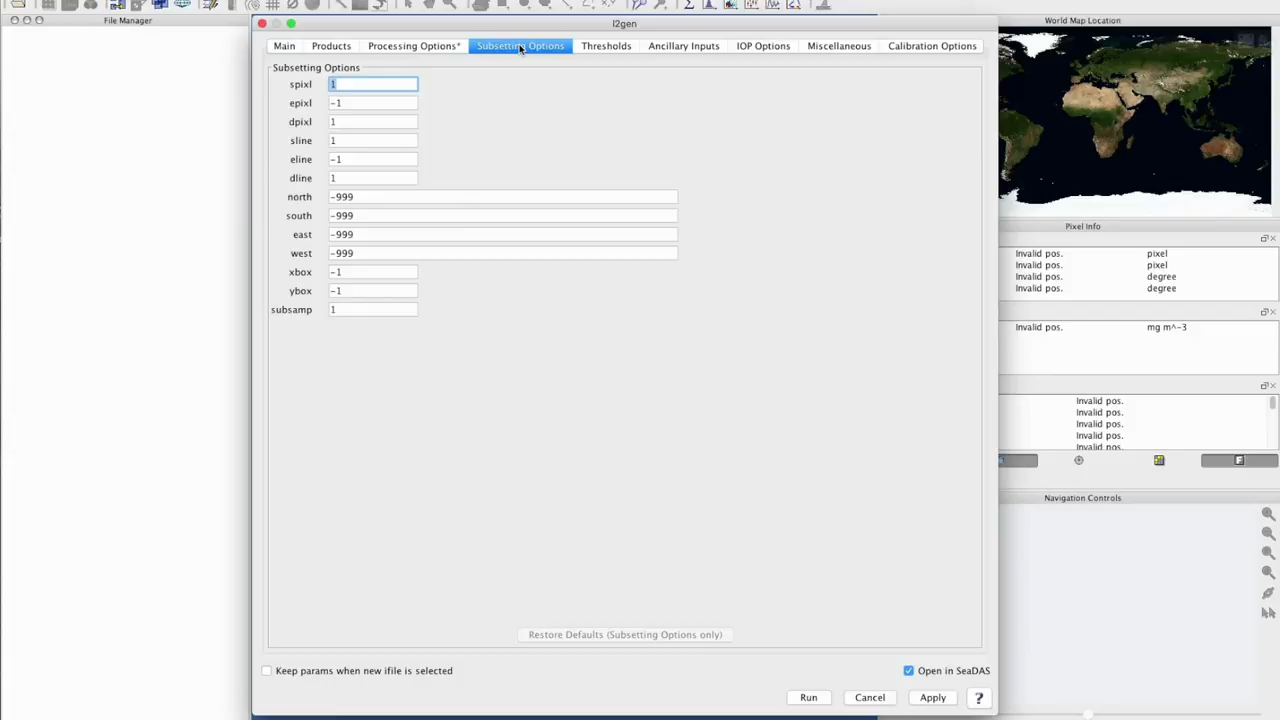 File Manager
l2gen
World Map Location
Main Products Processing Options* Subsetting Options Thresholds Ancillary Inputs IOP Options Miscellaneous Calibration Options
Subsetting Options
spixl 1
epixl -1
dpixl 1
sline 1
eline -1
dline 1
north -999
south -999
east -999
west -999
xbox -1
ybox -1
subsamp 1
Restore Defaults (Subsetting Options only)
Keep params when new ifile is selected
Open in SeaDAS
Run Cancel Apply ?
Pixel Info
Invalid pos. pixel
Invalid pos. pixel
Invalid pos. degree
Invalid pos. degree
Invalid pos. mg m^-3
Invalid pos.
Invalid pos.
Invalid pos.
Invalid pos.
Invalid pos.
Navigation Controls